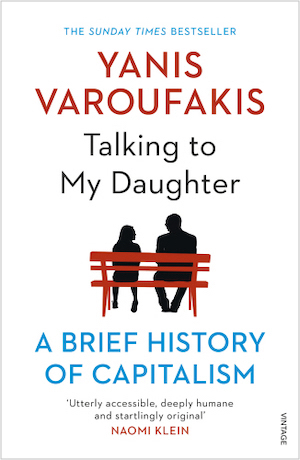 THE SUNDAY TIMES BESTSELLER
YANIS
VAROUFAKIS
Talking to
My Daughter
A BRIEF HISTORY
OF CAPITALISM
‘Utterly accessible, deeply humane
and startlingly original’
NAOMI KLEIN
VINTAGE